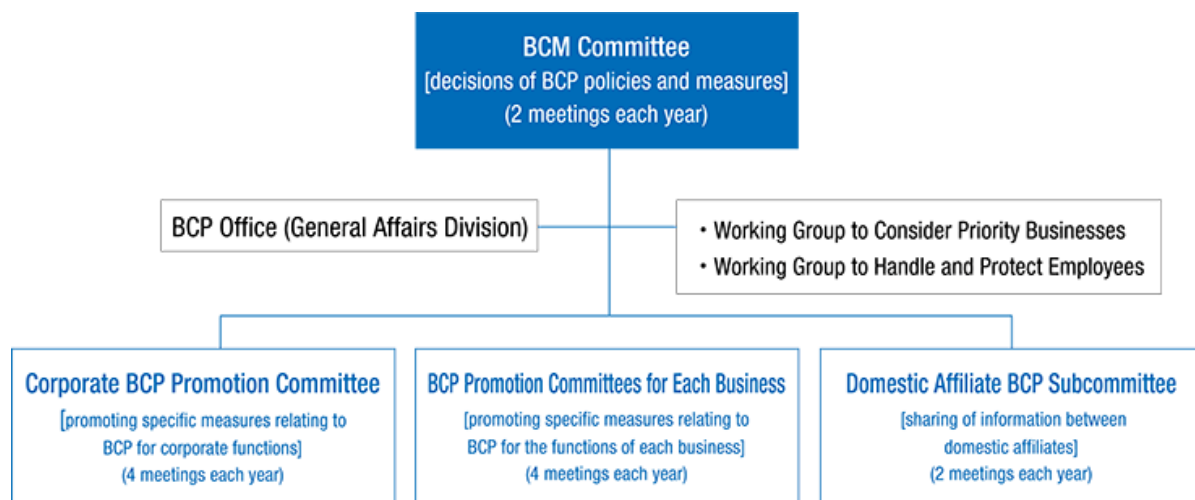 BCM Committee
[decisions of BCP policies and measures]
(2 meetings each year)
BCP Office (General Affairs Division)
・Working Group to Consider Priority Businesses
・Working Group to Handle and Protect Employees
Corporate BCP Promotion Committee
[promoting specific measures relating to
BCP for corporate functions]
(4 meetings each year)
BCP Promotion Committees for Each Business
[promoting specific measures relating to
BCP for the functions of each business]
(4 meetings each year)
Domestic Affiliate BCP Subcommittee
[sharing of information between
domestic affiliates]
(2 meetings each year)